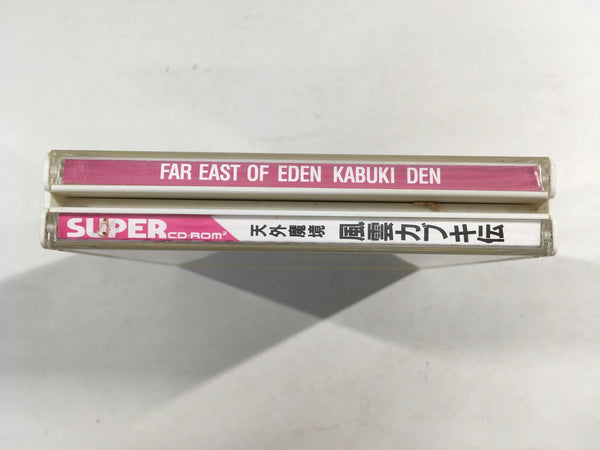 FAR EAST OF EDEN KABUKI DEN
SUPER CD-ROM² 天外魔境 風雲カブキ伝